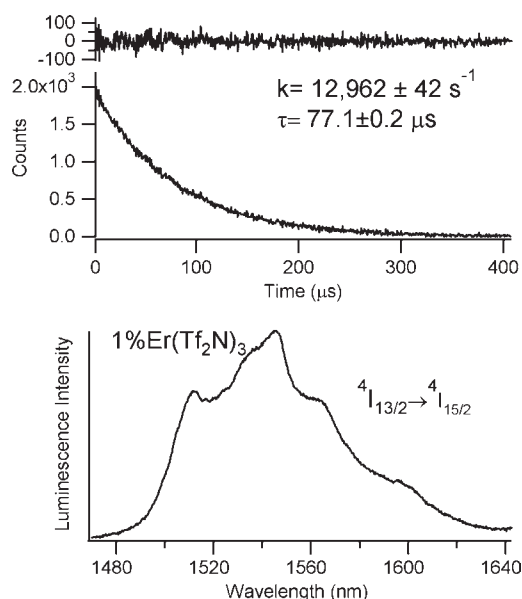 100
0
-100
2.0x10³
1.5
1.0
0.5
0.0
Counts
k= 12,962 ± 42 s⁻¹
τ= 77.1±0.2 μs
0 100 200 300 400
Time (μs)
1%Er(Tf₂N)₃
⁴I₁₃/₂→⁴I₁₅/₂
Luminescence Intensity
1480 1520 1560 1600 1640
Wavelength (nm)